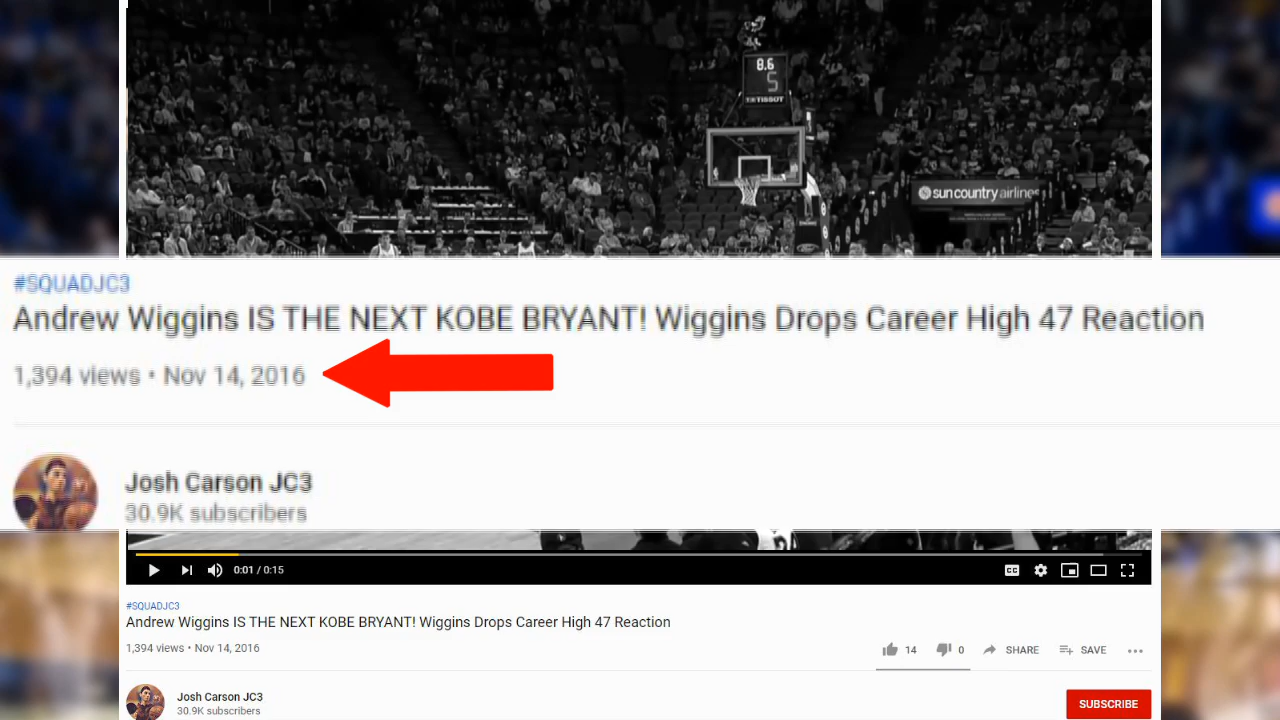 8.6
5
TISSOT
sun country airlines
#SQUADJC3
Andrew Wiggins IS THE NEXT KOBE BRYANT! Wiggins Drops Career High 47 Reaction
1,394 views • Nov 14, 2016
Josh Carson JC3
30.9K subscribers
0:01 / 0:15
CC
#SQUADJC3
Andrew Wiggins IS THE NEXT KOBE BRYANT! Wiggins Drops Career High 47 Reaction
1,394 views • Nov 14, 2016
14 0 SHARE SAVE
Josh Carson JC3
30.9K subscribers
SUBSCRIBE